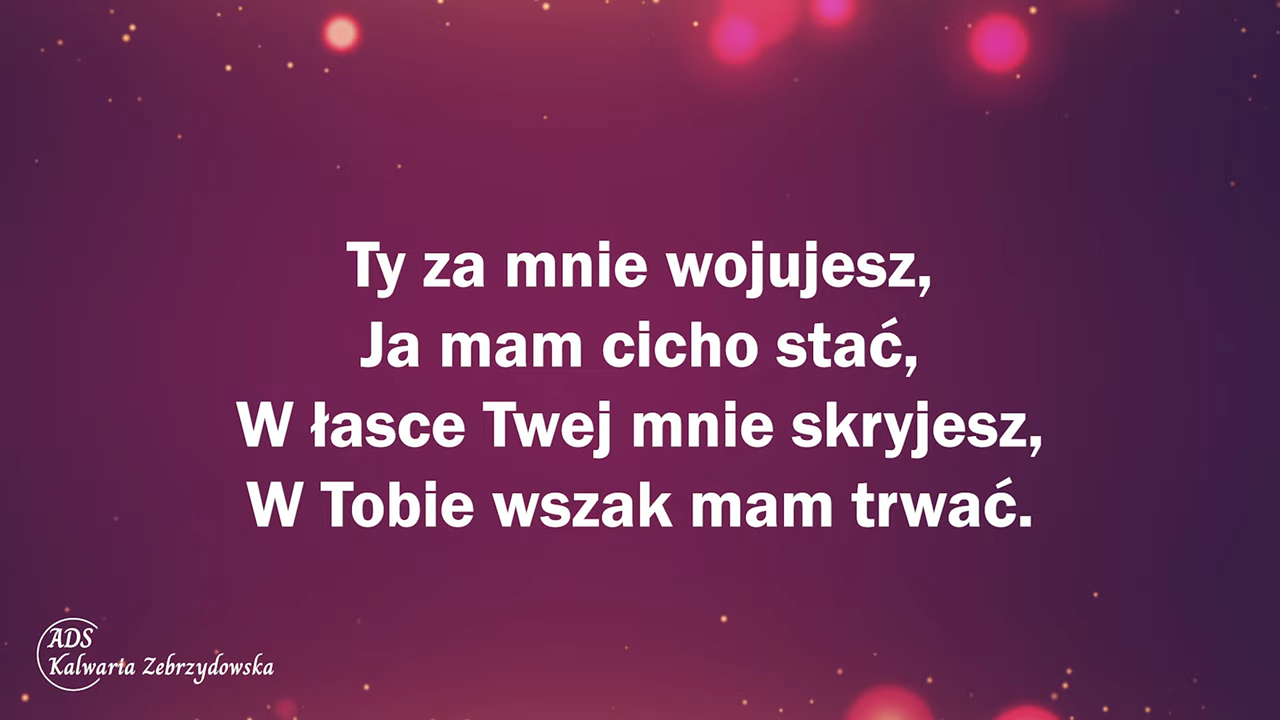 Ty za mnie wojujesz,
Ja mam cicho stać,
W łasce Twej mnie skryjesz,
W Tobie wszak mam trwać.
ADS
Kalwaria Zebrzydowska